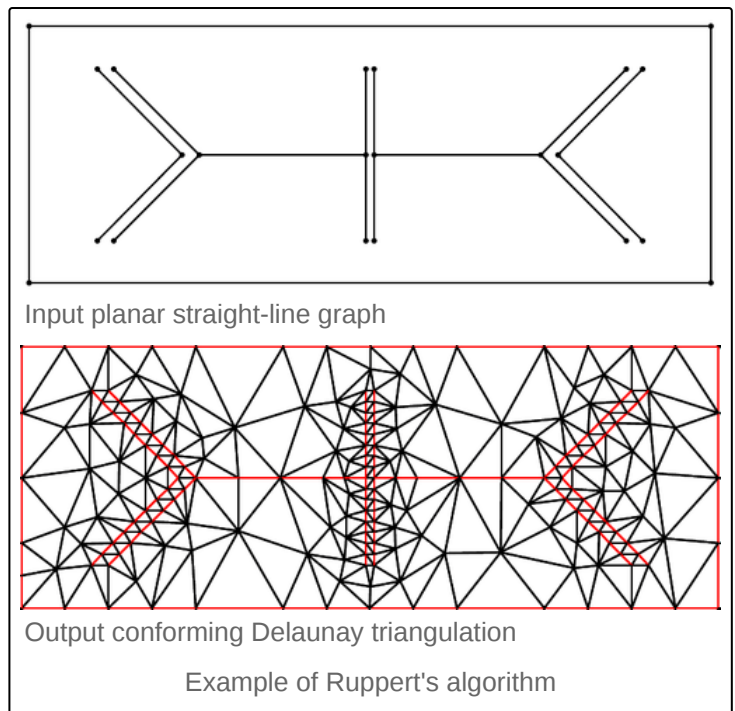 Input planar straight-line graph
Output conforming Delaunay triangulation
Example of Ruppert's algorithm